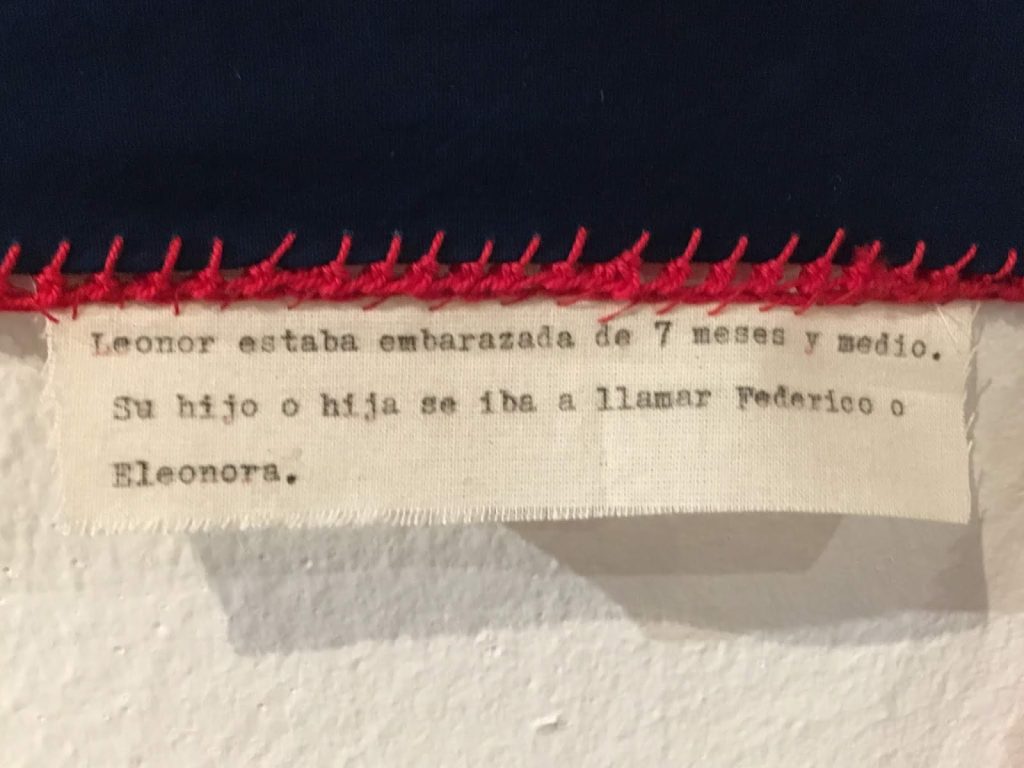 Leonor estaba embarazada de 7 meses y medio.
Su hijo o hija se iba a llamar Federico o
Eleonora.